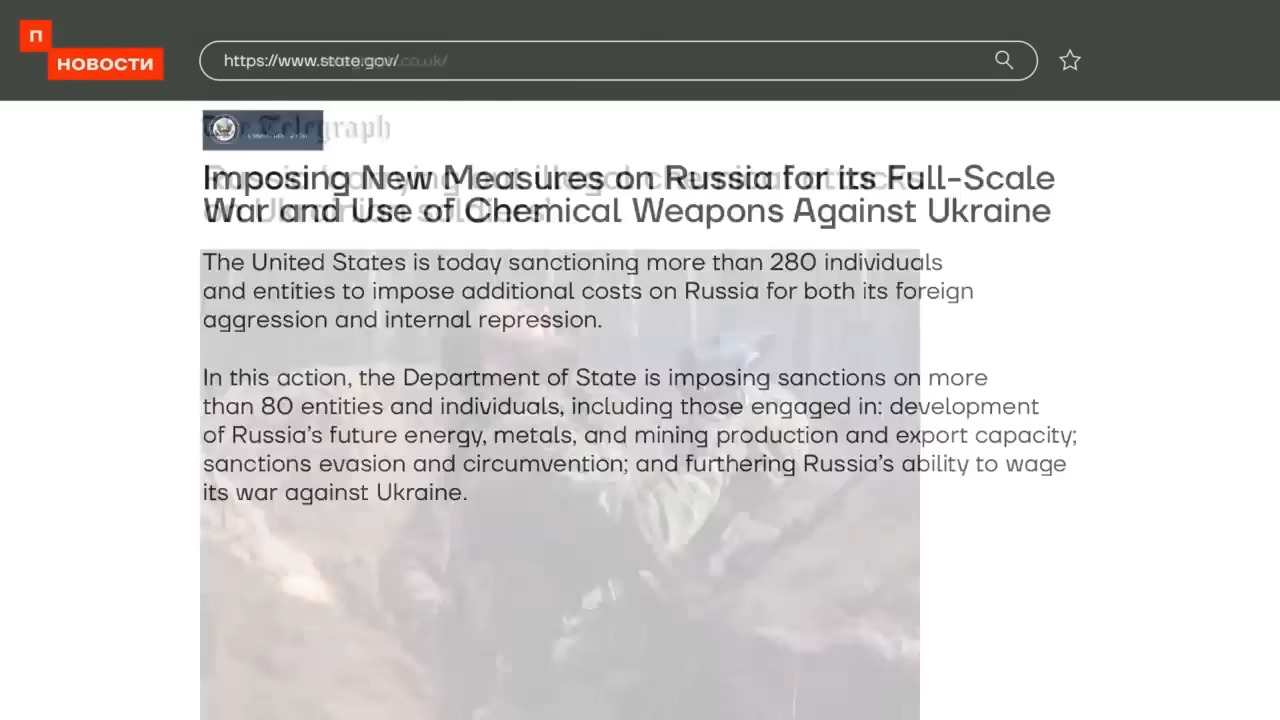 П
НОВОСТИ
https://www.state.gov/
The Telegraph
Imposing New Measures on Russia for its Full-Scale
War and Use of Chemical Weapons Against Ukraine
The United States is today sanctioning more than 280 individuals
and entities to impose additional costs on Russia for both its foreign
aggression and internal repression.
In this action, the Department of State is imposing sanctions on more
than 80 entities and individuals, including those engaged in: development
of Russia’s future energy, metals, and mining production and export capacity;
sanctions evasion and circumvention; and furthering Russia’s ability to wage
its war against Ukraine.